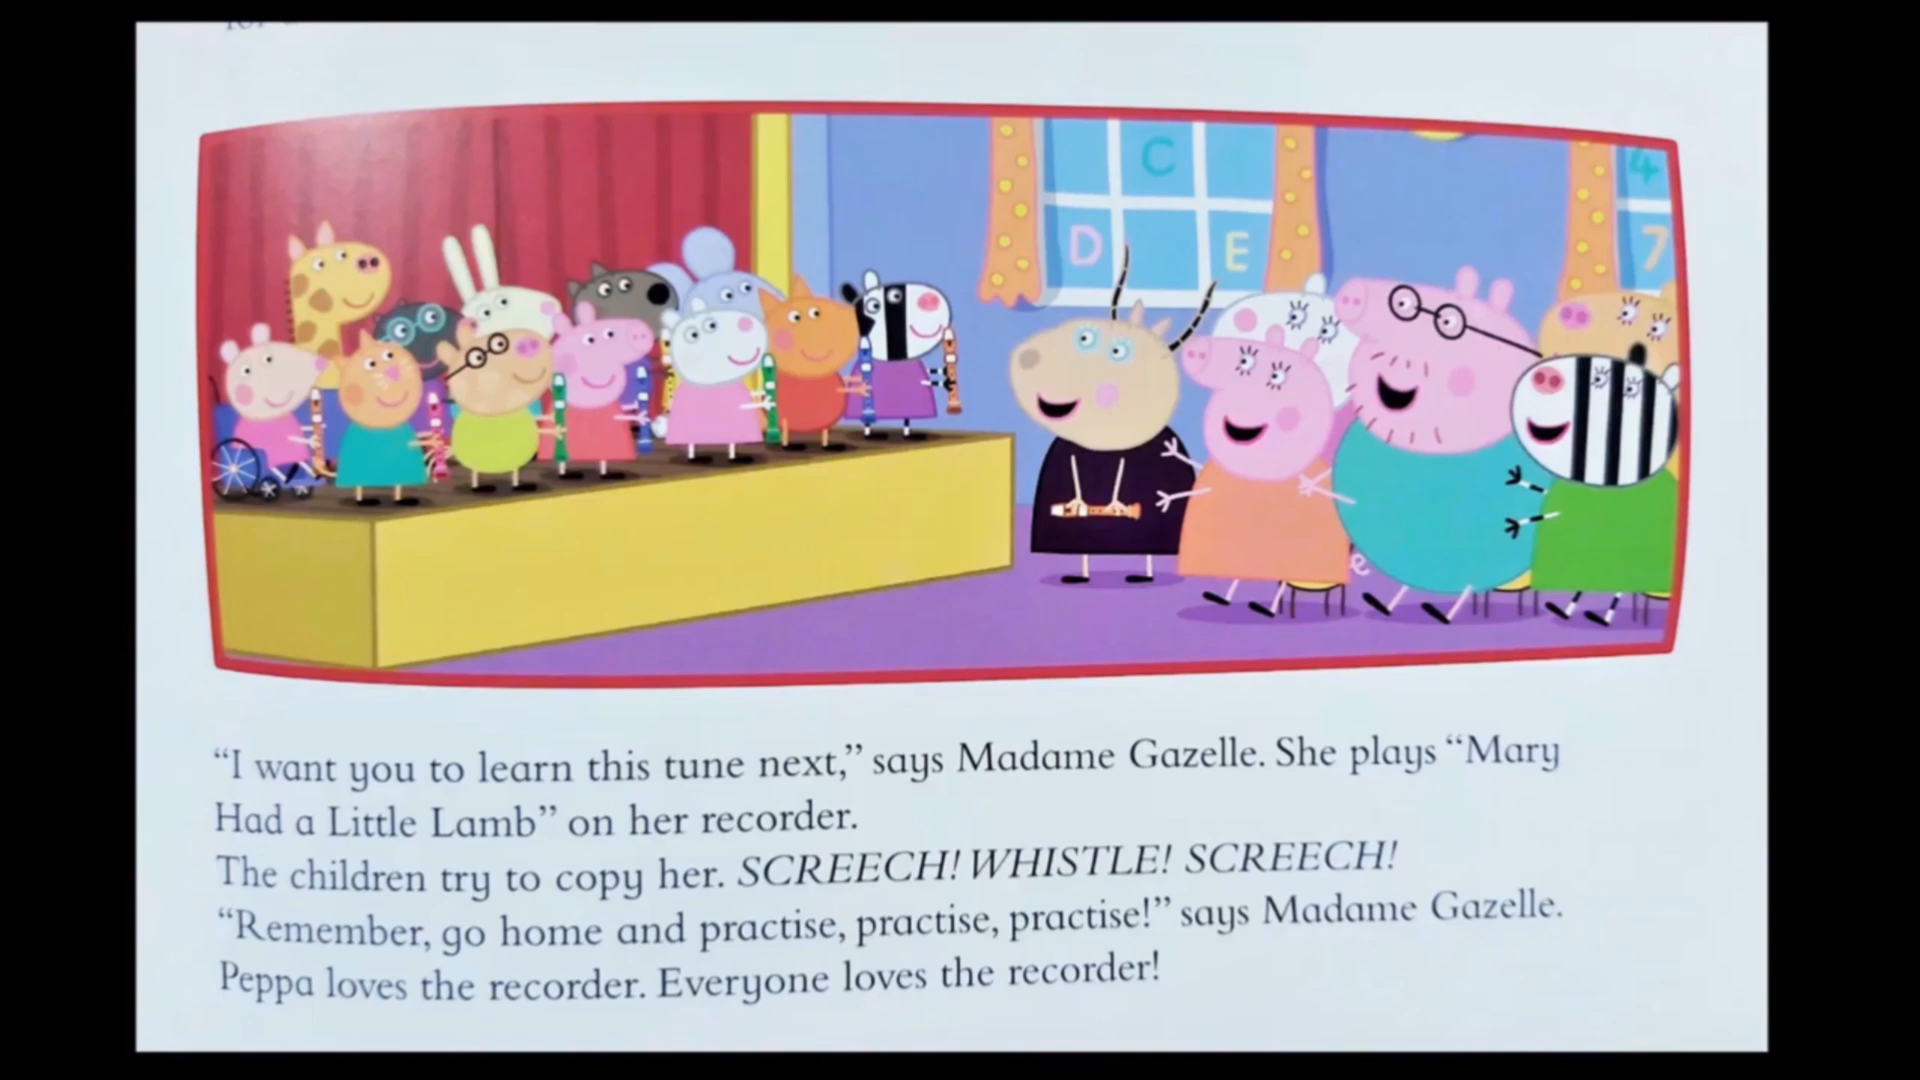 C
4
D
E
7
“I want you to learn this tune next,” says Madame Gazelle. She plays “Mary
Had a Little Lamb” on her recorder.
The children try to copy her. SCREECH! WHISTLE! SCREECH!
“Remember, go home and practise, practise, practise!” says Madame Gazelle.
Peppa loves the recorder. Everyone loves the recorder!